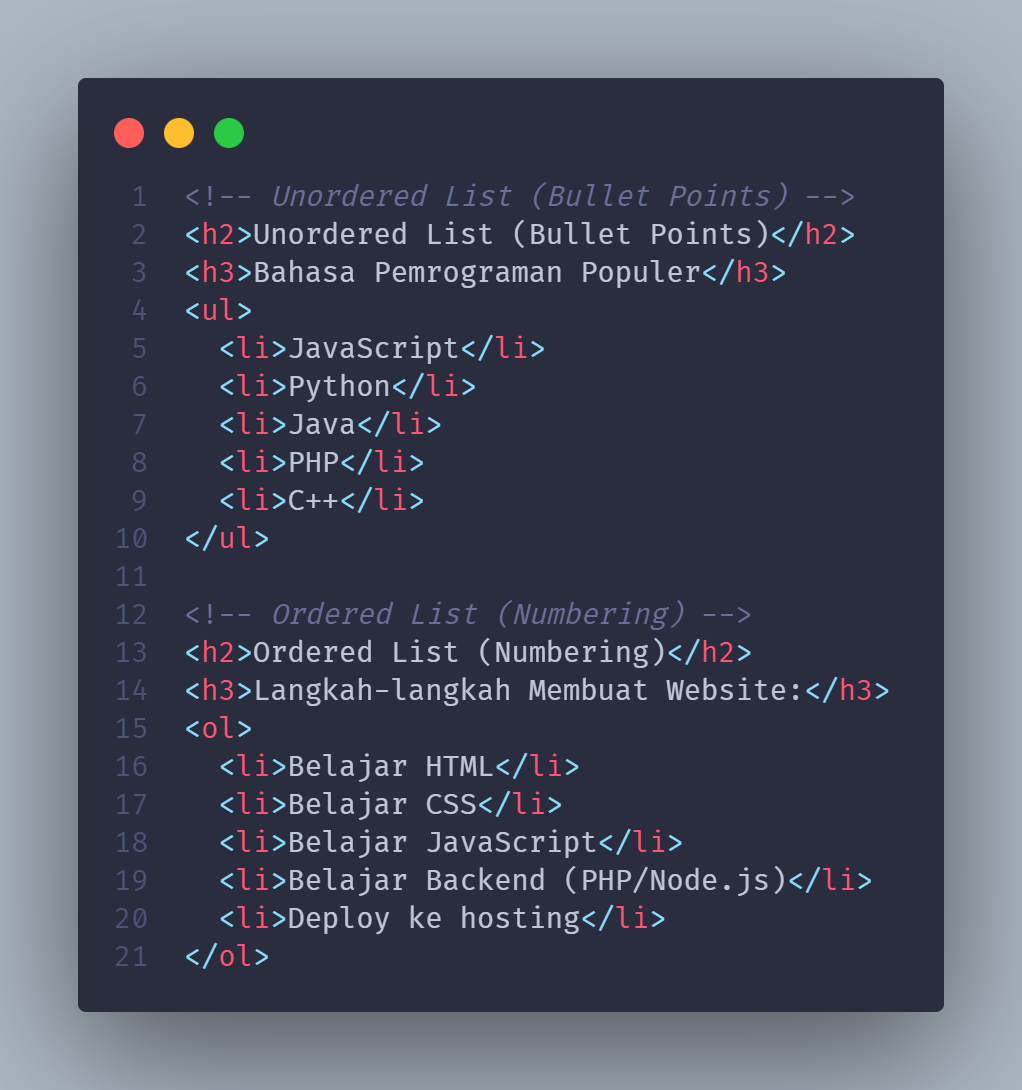 1 <!-- Unordered List (Bullet Points) -->
2 <h2>Unordered List (Bullet Points)</h2>
3 <h3>Bahasa Pemrograman Populer</h3>
4 <ul>
5   <li>JavaScript</li>
6   <li>Python</li>
7   <li>Java</li>
8   <li>PHP</li>
9   <li>C++</li>
10 </ul>
11
12 <!-- Ordered List (Numbering) -->
13 <h2>Ordered List (Numbering)</h2>
14 <h3>Langkah-langkah Membuat Website:</h3>
15 <ol>
16   <li>Belajar HTML</li>
17   <li>Belajar CSS</li>
18   <li>Belajar JavaScript</li>
19   <li>Belajar Backend (PHP/Node.js)</li>
20   <li>Deploy ke hosting</li>
21 </ol>